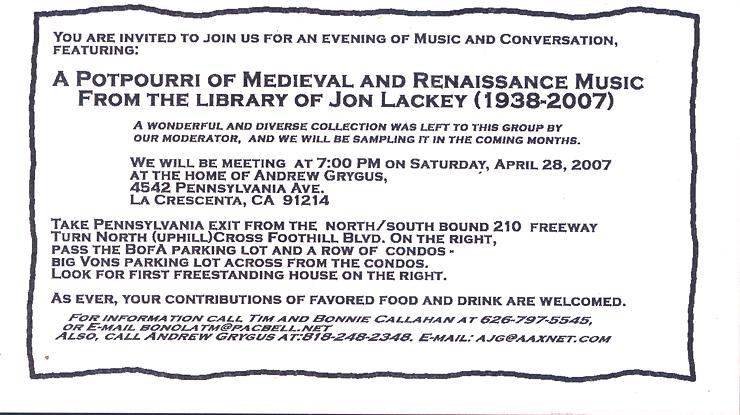 You are invited to join us for an evening of Music and Conversation,
featuring:
A Potpourri of Medieval and Renaissance Music
From the library of Jon Lackey (1938-2007)
A wonderful and diverse collection was left to this group by
our moderator, and we will be sampling it in the coming months.
We will be meeting at 7:00 PM on Saturday, April 28, 2007
at the home of Andrew Grygus,
4542 Pennsylvania Ave.
La Crescenta, CA 91214
Take Pennsylvania exit from the north/south bound 210 freeway
Turn North (uphill)Cross Foothill Blvd. On the right,
pass the BofA parking lot and a row of condos -
big Vons parking lot across from the condos.
Look for first freestanding house on the right.
As ever, your contributions of favored food and drink are welcomed.
For information call Tim and Bonnie Callahan at 626-797-5545,
or E-mail bonolatm@pacbell.net
Also, call Andrew Grygus at:818-248-2348. E-mail: ajg@aaxnet.com